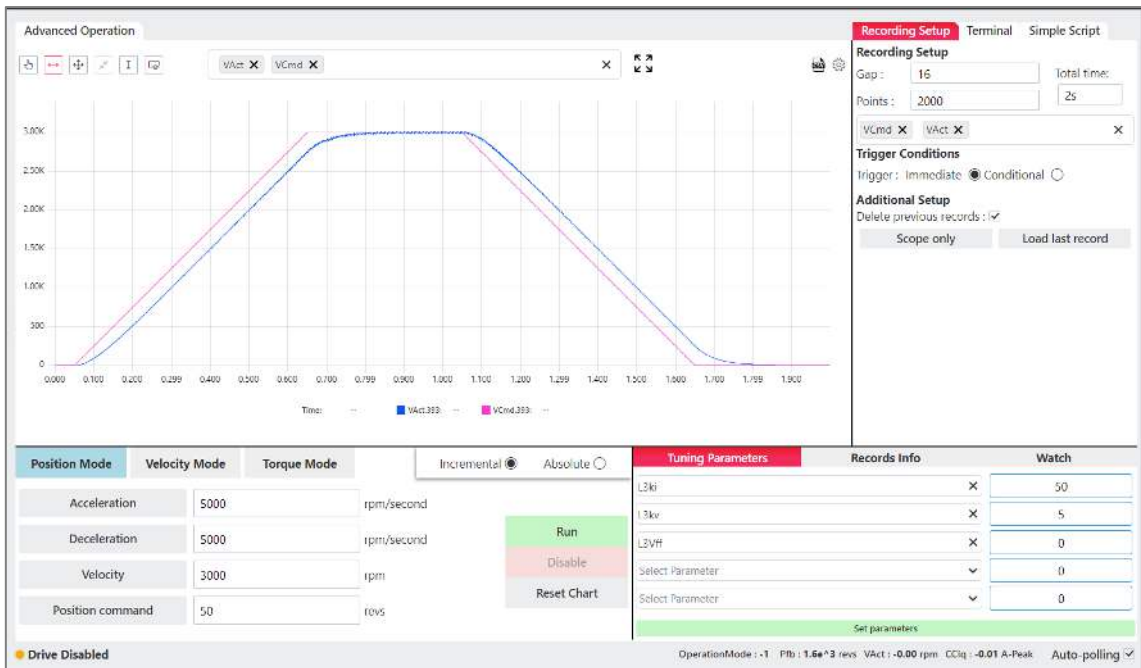 Advanced Operation
Recording Setup Terminal Simple Script
VAct X VCmd X X
Recording Setup
Gap : 16 Total time:
Points : 2000 2s
VCmd X VAct X X
Trigger Conditions
Trigger : Immediate Conditional
Additional Setup
Delete previous records :
Scope only Load last record
3.00K
2.50K
2.00K
1.50K
1.00K
500
0
0.000 0.100 0.200 0.299 0.400 0.500 0.600 0.700 0.799 0.900 1.000 1.100 1.200 1.299 1.400 1.500 1.600 1.700 1.799 1.900
Time: -- VAct.393: -- VCmd.393: --
Position Mode Velocity Mode Torque Mode Incremental Absolute
Tuning Parameters Records Info Watch
Acceleration 5000 rpm/second
Deceleration 5000 rpm/second
Velocity 3000 rpm
Position command 50 revs
Run
Disable
Reset Chart
L3ki X 50
L3kv X 5
L3Vff X 0
Select Parameter 0
Select Parameter 0
Set parameters
Drive Disabled
OperationMode : -1 Pfb : 1.6e^3 revs VAct : -0.00 rpm CCIq : -0.01 A-Peak Auto-polling